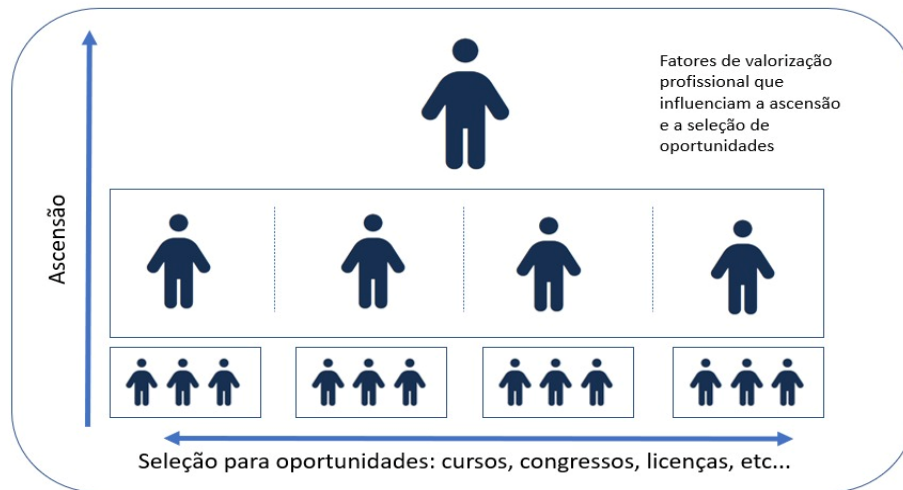 Fatores de valorização
profissional que
influenciam a ascensão
e a seleção de
oportunidades
Ascensão
Seleção para oportunidades: cursos, congressos, licenças, etc...